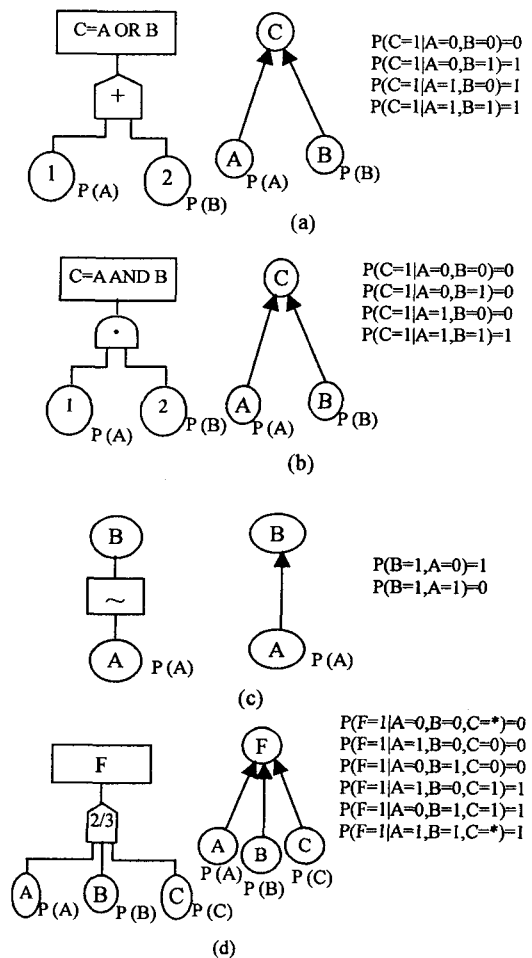 C=A OR B
+
1
P (A)
2
P (B)
C
A
P (A)
B
P (B)
P(C=1|A=0,B=0)=0
P(C=1|A=0,B=1)=1
P(C=1|A=1,B=0)=1
P(C=1|A=1,B=1)=1
(a)
C=A AND B
·
1
P (A)
2
P (B)
C
A
P (A)
B
P (B)
P(C=1|A=0,B=0)=0
P(C=1|A=0,B=1)=0
P(C=1|A=1,B=0)=0
P(C=1|A=1,B=1)=1
(b)
B
~
A
P (A)
B
A
P (A)
P(B=1,A=0)=1
P(B=1,A=1)=0
(c)
F
2/3
A
P (A)
B
P (B)
C
P (C)
F
A
P (A)
B
P (B)
C
P (C)
P(F=1|A=0,B=0,C=*)=0
P(F=1|A=1,B=0,C=0)=0
P(F=1|A=0,B=1,C=0)=0
P(F=1|A=1,B=0,C=1)=1
P(F=1|A=0,B=1,C=1)=1
P(F=1|A=1,B=1,C=*)=1
(d)